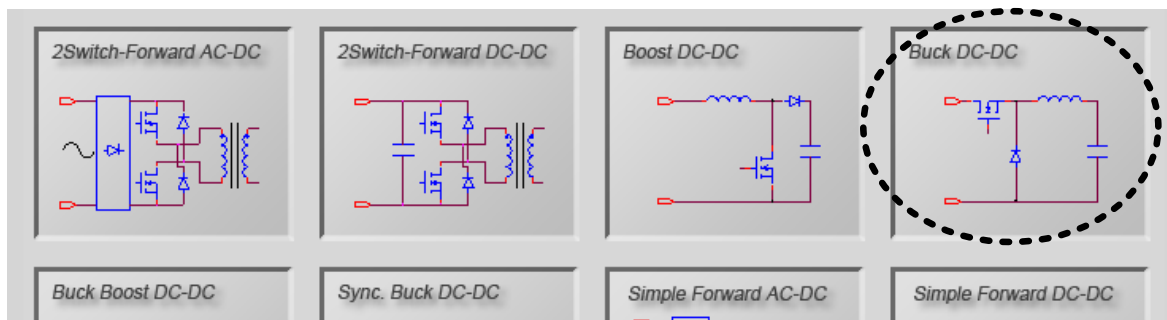 2Switch-Forward AC-DC
2Switch-Forward DC-DC
Boost DC-DC
Buck DC-DC
Buck Boost DC-DC
Sync. Buck DC-DC
Simple Forward AC-DC
Simple Forward DC-DC